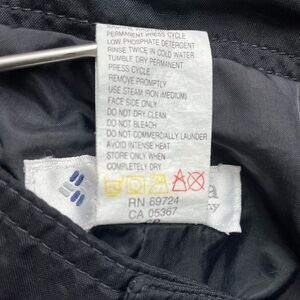 PERMANENT PRESS CYCLE
LOW PHOSPHATE DETERGENT
RINSE TWICE IN COLD WATER
TUMBLE DRY PERMANENT
PRESS CYCLE
REMOVE PROMPTLY
USE STEAM IRON (MEDIUM)
FACE SIDE ONLY
DO NOT DRY CLEAN
DO NOT BLEACH
DO NOT COMMERCIALLY LAUNDER
AVOID INTENSE HEAT
STORE ONLY WHEN
COMPLETELY DRY
RN 69724
CA 05367